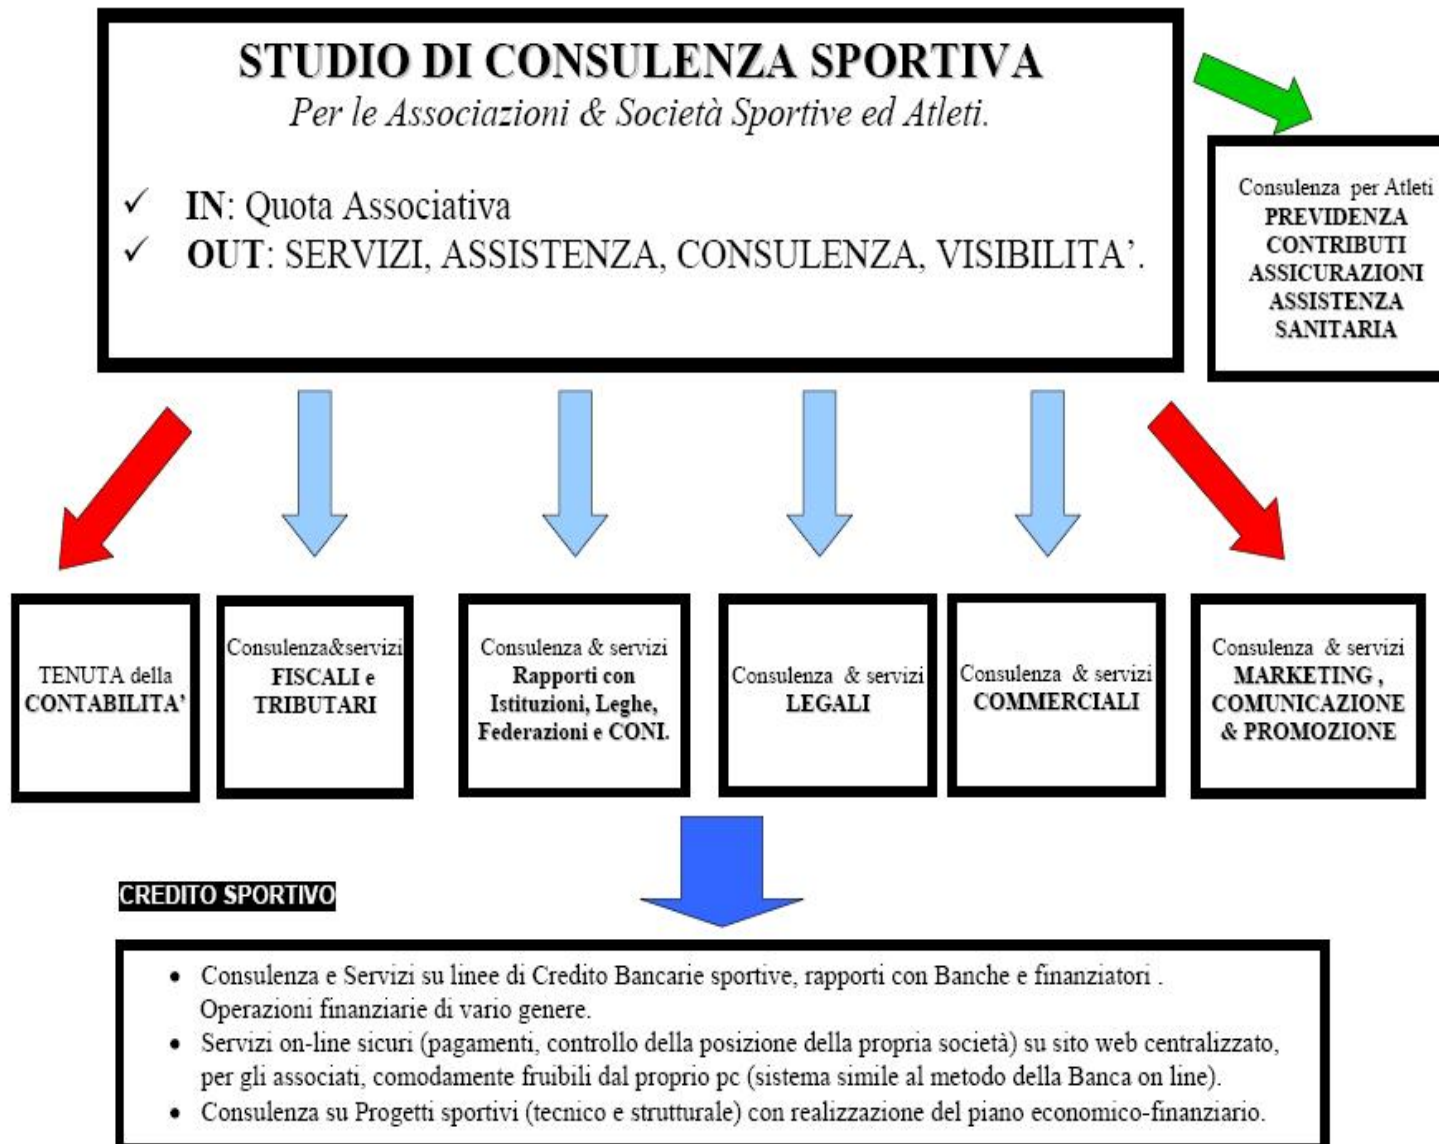 STUDIO DI CONSULENZA SPORTIVA
Per le Associazioni & Società Sportive ed Atleti.
✓ IN: Quota Associativa
✓ OUT: SERVIZI, ASSISTENZA, CONSULENZA, VISIBILITA’.
Consulenza per Atleti
PREVIDENZA
CONTRIBUTI
ASSICURAZIONI
ASSISTENZA
SANITARIA
TENUTA della
CONTABILITA’
Consulenza&servizi
FISCALI e
TRIBUTARI
Consulenza & servizi
Rapporti con
Istituzioni, Leghe,
Federazioni e CONI.
Consulenza & servizi
LEGALI
Consulenza & servizi
COMMERCIALI
Consulenza & servizi
MARKETING ,
COMUNICAZIONE
& PROMOZIONE
CREDITO SPORTIVO
• Consulenza e Servizi su linee di Credito Bancarie sportive, rapporti con Banche e finanziatori .
Operazioni finanziarie di vario genere.
• Servizi on-line sicuri (pagamenti, controllo della posizione della propria società) su sito web centralizzato,
per gli associati, comodamente fruibili dal proprio pc (sistema simile al metodo della Banca on line).
• Consulenza su Progetti sportivi (tecnico e strutturale) con realizzazione del piano economico-finanziario.